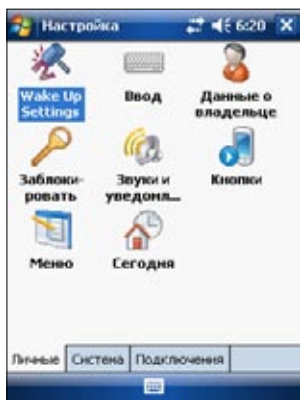 Настройка 6:20
Wake Up
Settings
Ввод
Данные о
владельце
Заблоки-
ровать
Звуки и
уведомл...
Кнопки
Меню
Сегодня
Личные Система Подключения